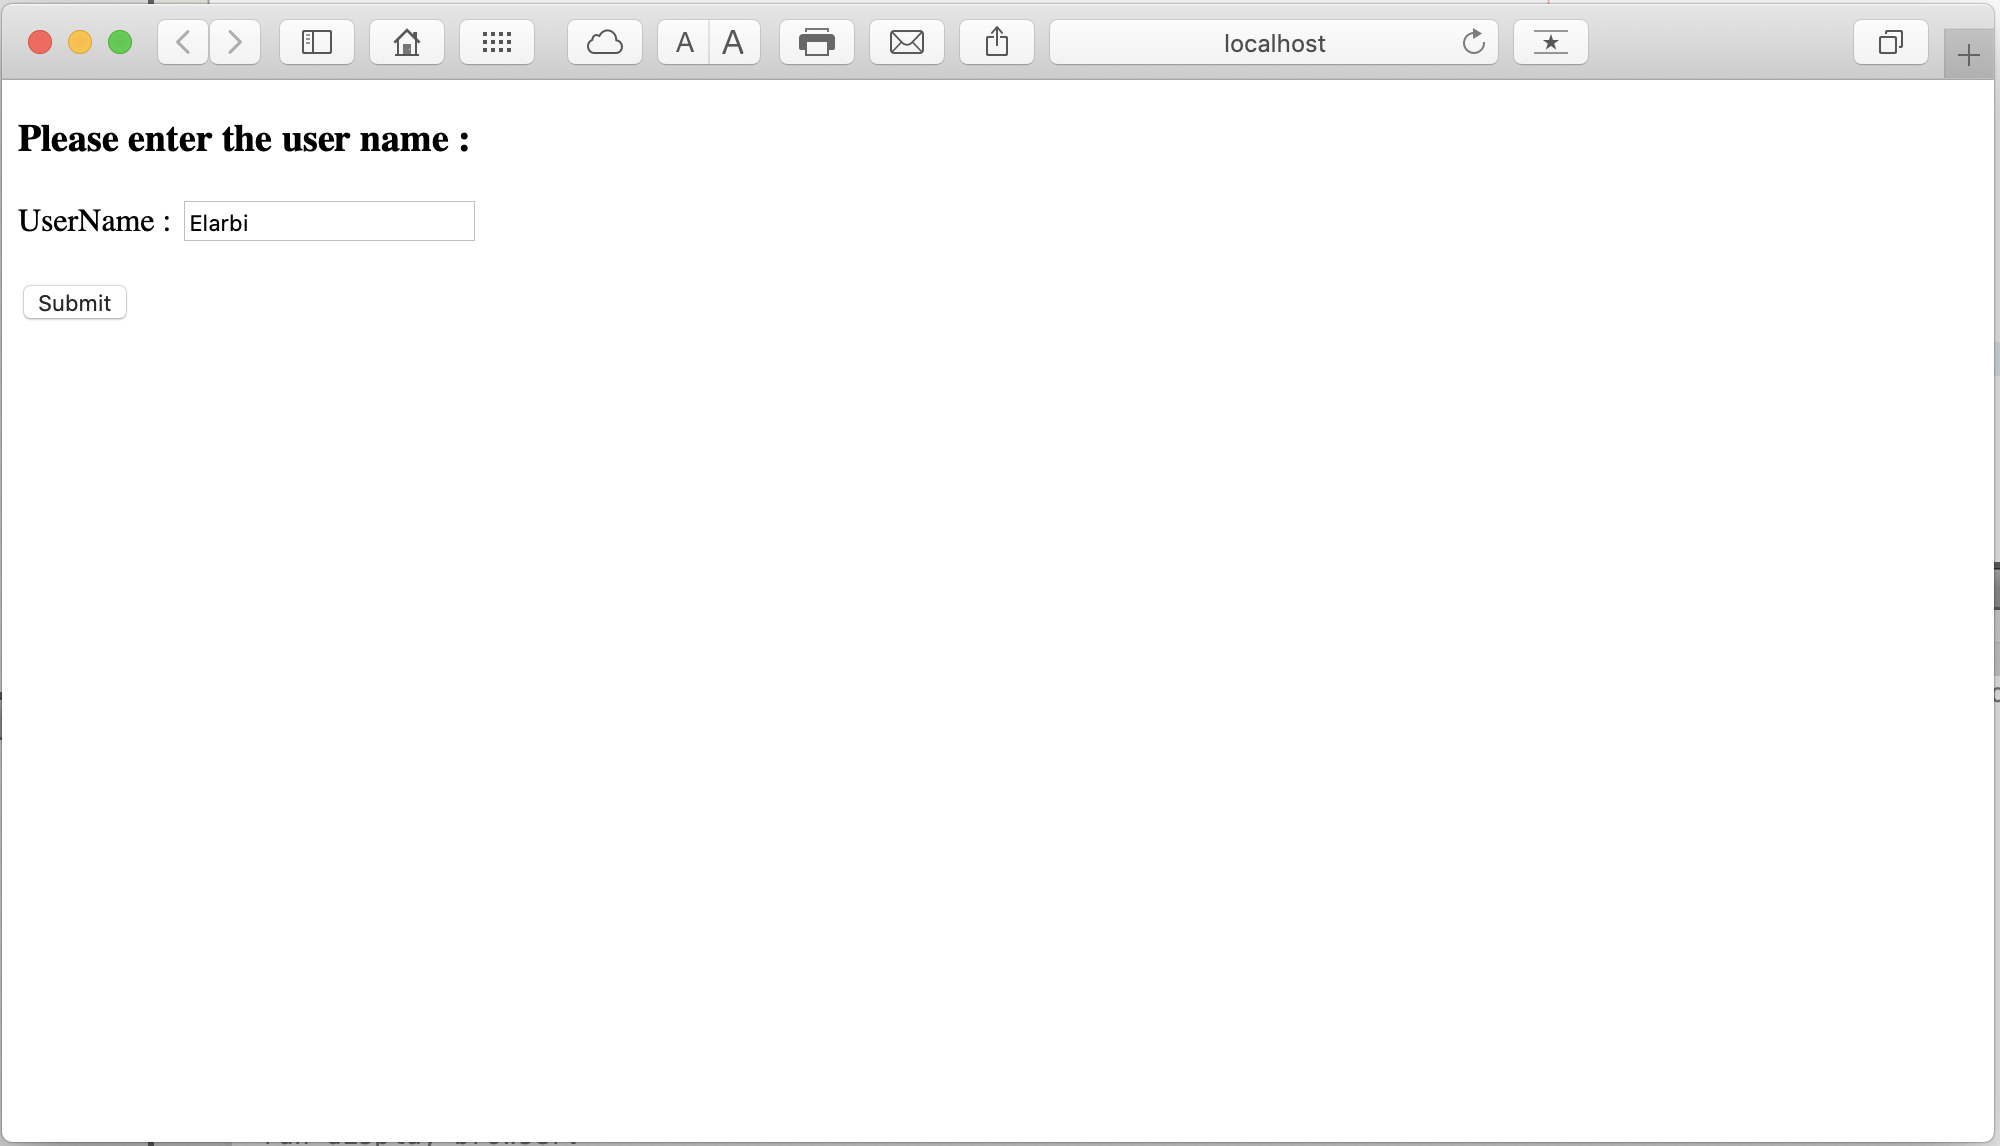 A A
localhost
Please enter the user name :
UserName : Elarbi
Submit